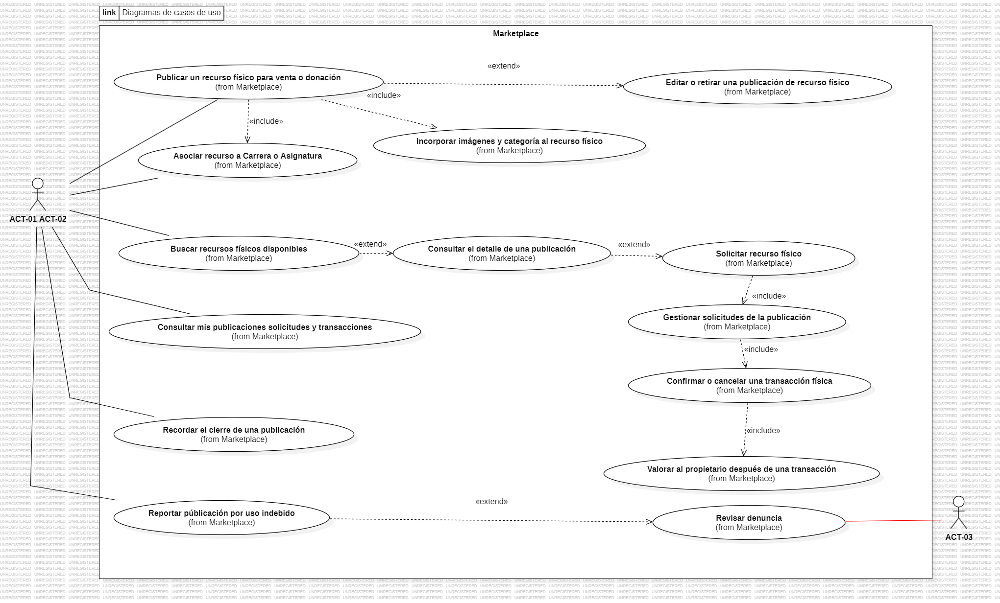 link Diagramas de casos de uso
Marketplace
«extend»
Publicar un recurso físico para venta o donación
(from Marketplace)
Editar o retirar una publicación de recurso físico
(from Marketplace)
«include»
«include»
Incorporar imágenes y categoría al recurso físico
(from Marketplace)
Asociar recurso a Carrera o Asignatura
(from Marketplace)
ACT-01 ACT-02
Buscar recursos físicos disponibles
(from Marketplace)
«extend»
Consultar el detalle de una publicación
(from Marketplace)
«extend»
Solicitar recurso físico
(from Marketplace)
«include»
Gestionar solicitudes de la publicación
(from Marketplace)
Consultar mis publicaciones solicitudes y transacciones
(from Marketplace)
«include»
Confirmar o cancelar una transacción física
(from Marketplace)
«include»
Recordar el cierre de una publicación
(from Marketplace)
Valorar al propietario después de una transacción
(from Marketplace)
«extend»
Reportar públicación por uso indebido
(from Marketplace)
Revisar denuncia
(from Marketplace)
ACT-03
UNREGISTERED